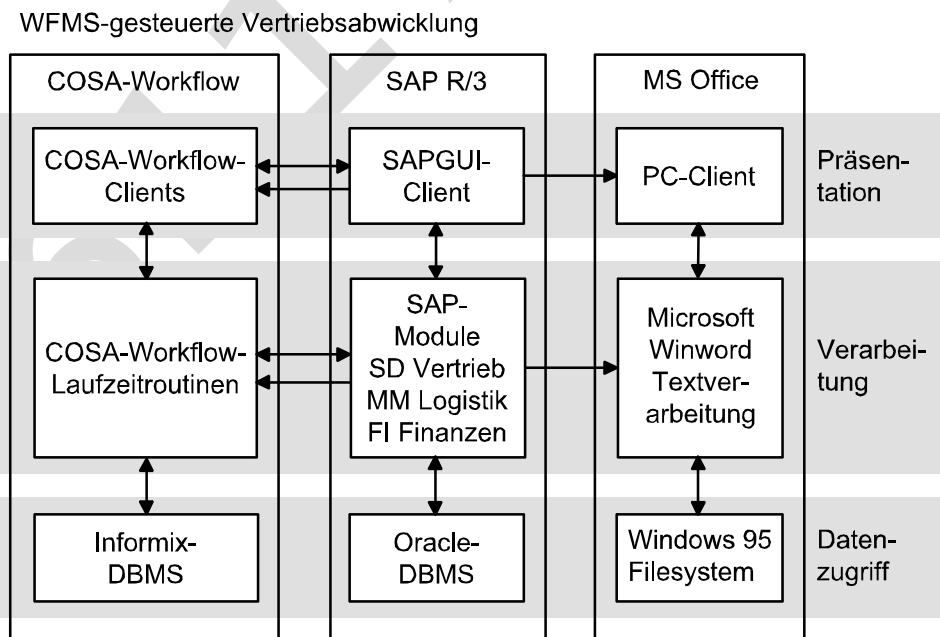 WFMS-gesteuerte Vertriebsabwicklung
COSA-Workflow
SAP R/3
MS Office
COSA-Workflow-
Clients
SAPGUI-
Client
PC-Client
Präsen-
tation
COSA-Workflow-
Laufzeitroutinen
SAP-
Module
SD Vertrieb
MM Logistik
FI Finanzen
Microsoft
Winword
Textver-
arbeitung
Verarbei-
tung
Informix-
DBMS
Oracle-
DBMS
Windows 95
Filesystem
Daten-
zugriff